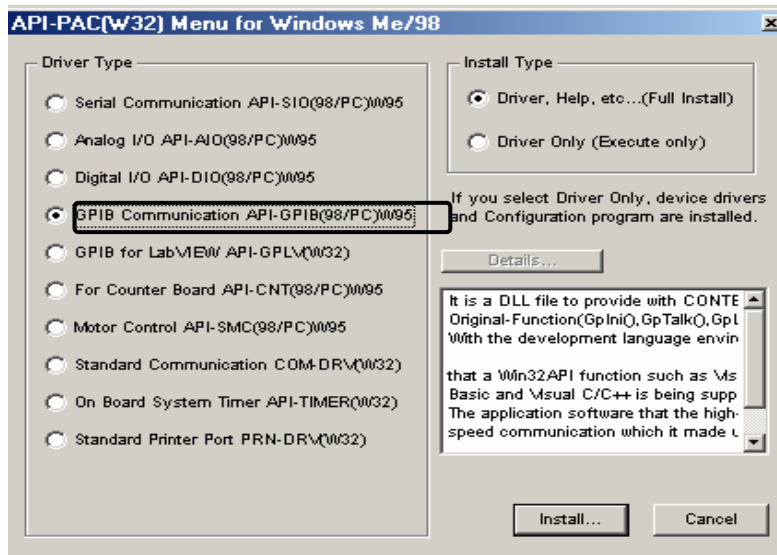 API-PAC(W32) Menu for Windows Me/98
Driver Type
Serial Communication API-SIO(98/PC)W95
Analog I/O API-AIO(98/PC)W95
Digital I/O API-DIO(98/PC)W95
GPIB Communication API-GPIB(98/PC)W95
GPIB for LabVIEW API-GPLV(W32)
For Counter Board API-CNT(98/PC)W95
Motor Control API-SMC(98/PC)W95
Standard Communication COM-DRV(W32)
On Board System Timer API-TIMER(W32)
Standard Printer Port PRN-DRV(W32)
Install Type
Driver, Help, etc...(Full Install)
Driver Only (Execute only)
If you select Driver Only, device drivers
and Configuration program are installed.
Details...
It is a DLL file to provide with CONTE
Original-Function(GpIni(),GpTalk(),GpL
With the development language envin
that a Win32API function such as Vis
Basic and Visual C/C++ is being supp
The application software that the high-
speed communication which it made u
Install...
Cancel